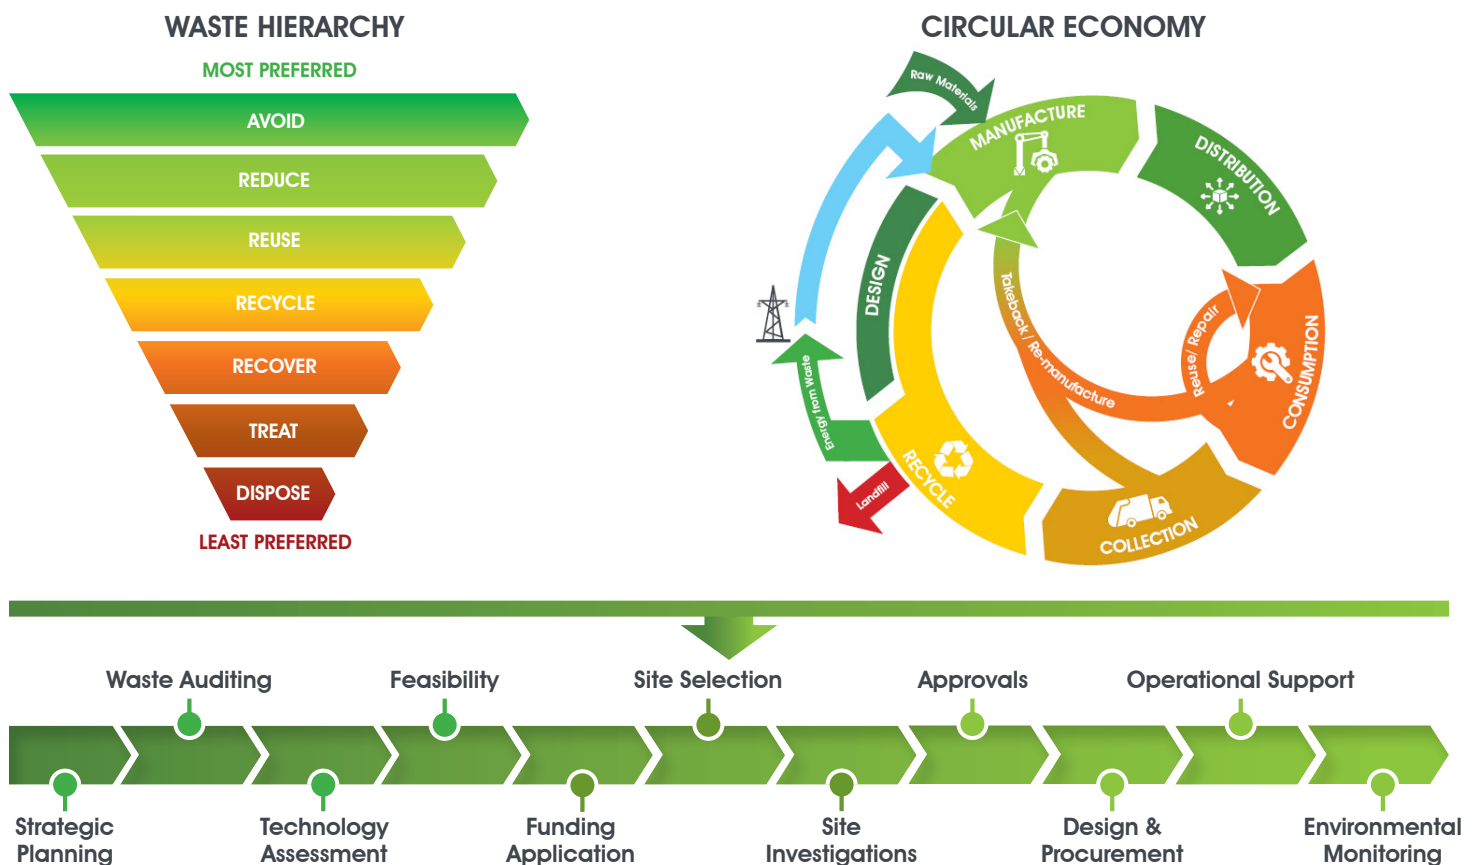 WASTE HIERARCHY
MOST PREFERRED
AVOID
REDUCE
REUSE
RECYCLE
RECOVER
TREAT
DISPOSE
LEAST PREFERRED
CIRCULAR ECONOMY
Raw Materials
MANUFACTURE
DISTRIBUTION
CONSUMPTION
Reuse/ Repair
Takeback / Re-manufacture
COLLECTION
RECYCLE
DESIGN
Energy from Waste
Landfill
Waste Auditing
Feasibility
Site Selection
Approvals
Operational Support
Strategic
Planning
Technology
Assessment
Funding
Application
Site
Investigations
Design &
Procurement
Environmental
Monitoring